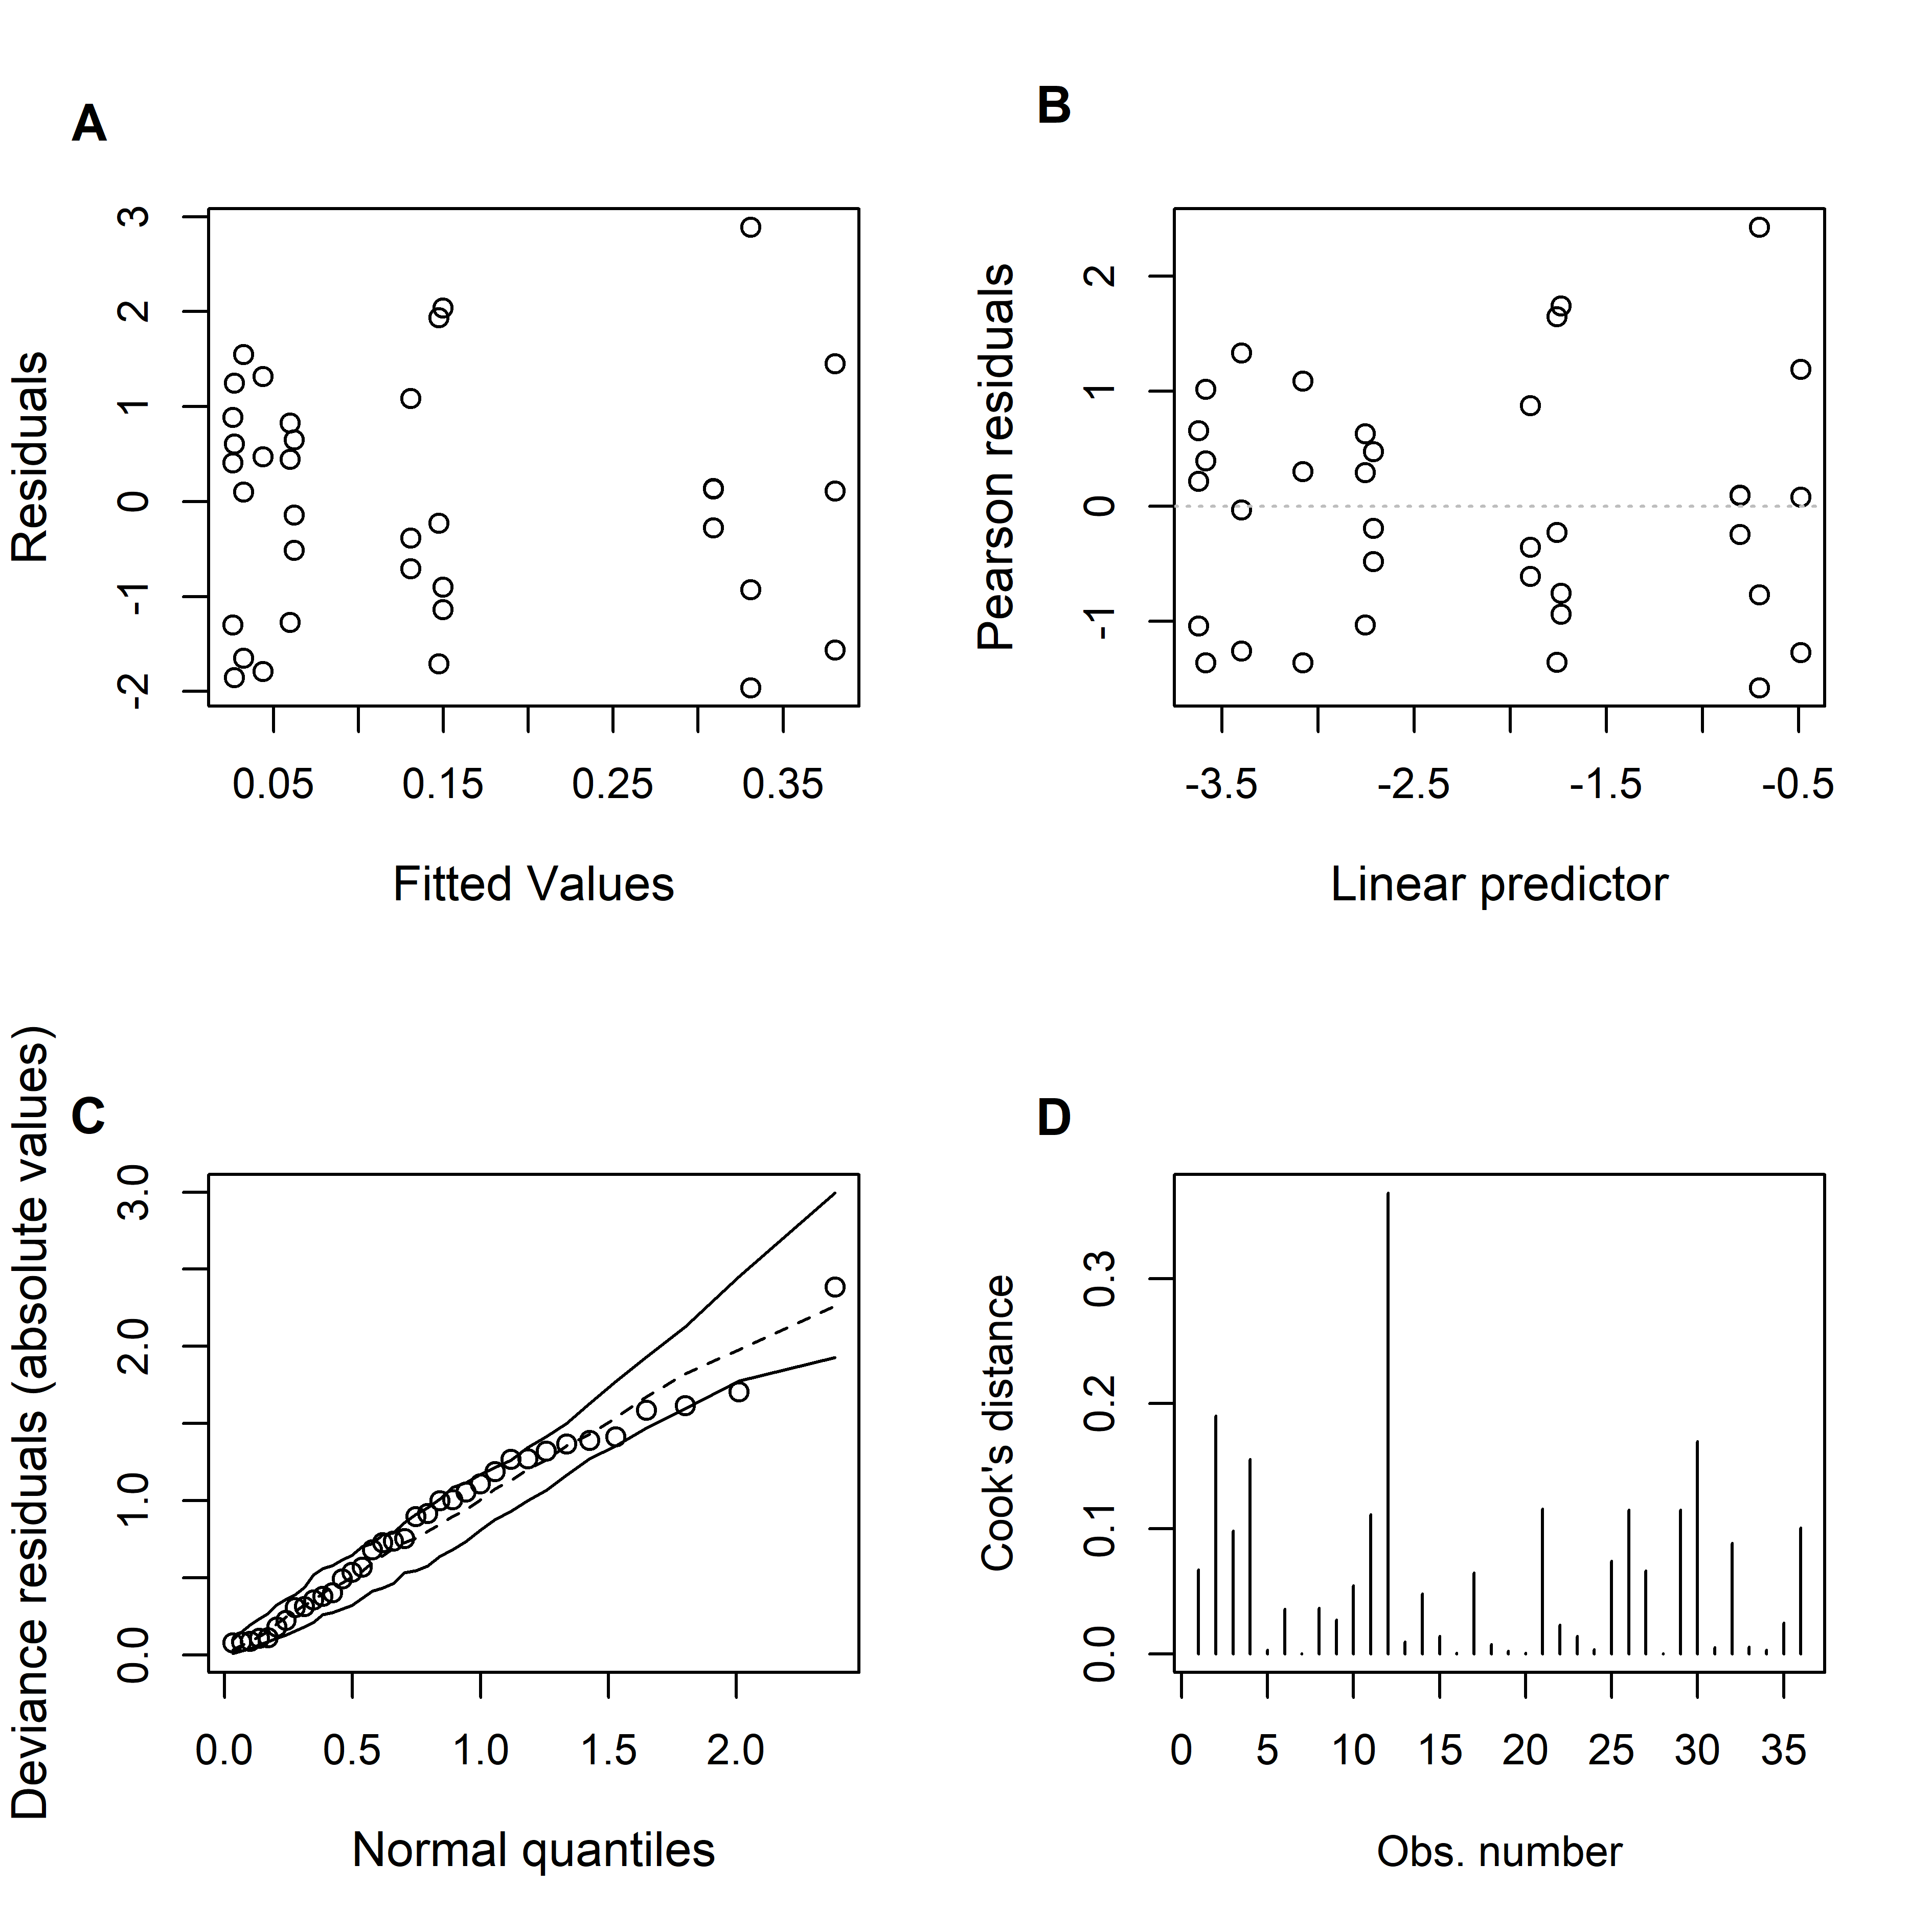 A
Residuals
3
2
1
0
-1
-2
0.05 0.15 0.25 0.35
Fitted Values
B
Pearson residuals
2
1
0
-1
-3.5 -2.5 -1.5 -0.5
Linear predictor
C
Deviance residuals (absolute values)
3.0
2.0
1.0
0.0
0.0 0.5 1.0 1.5 2.0
Normal quantiles
D
Cook's distance
0.3
0.2
0.1
0.0
0 5 10 15 20 25 30 35
Obs. number